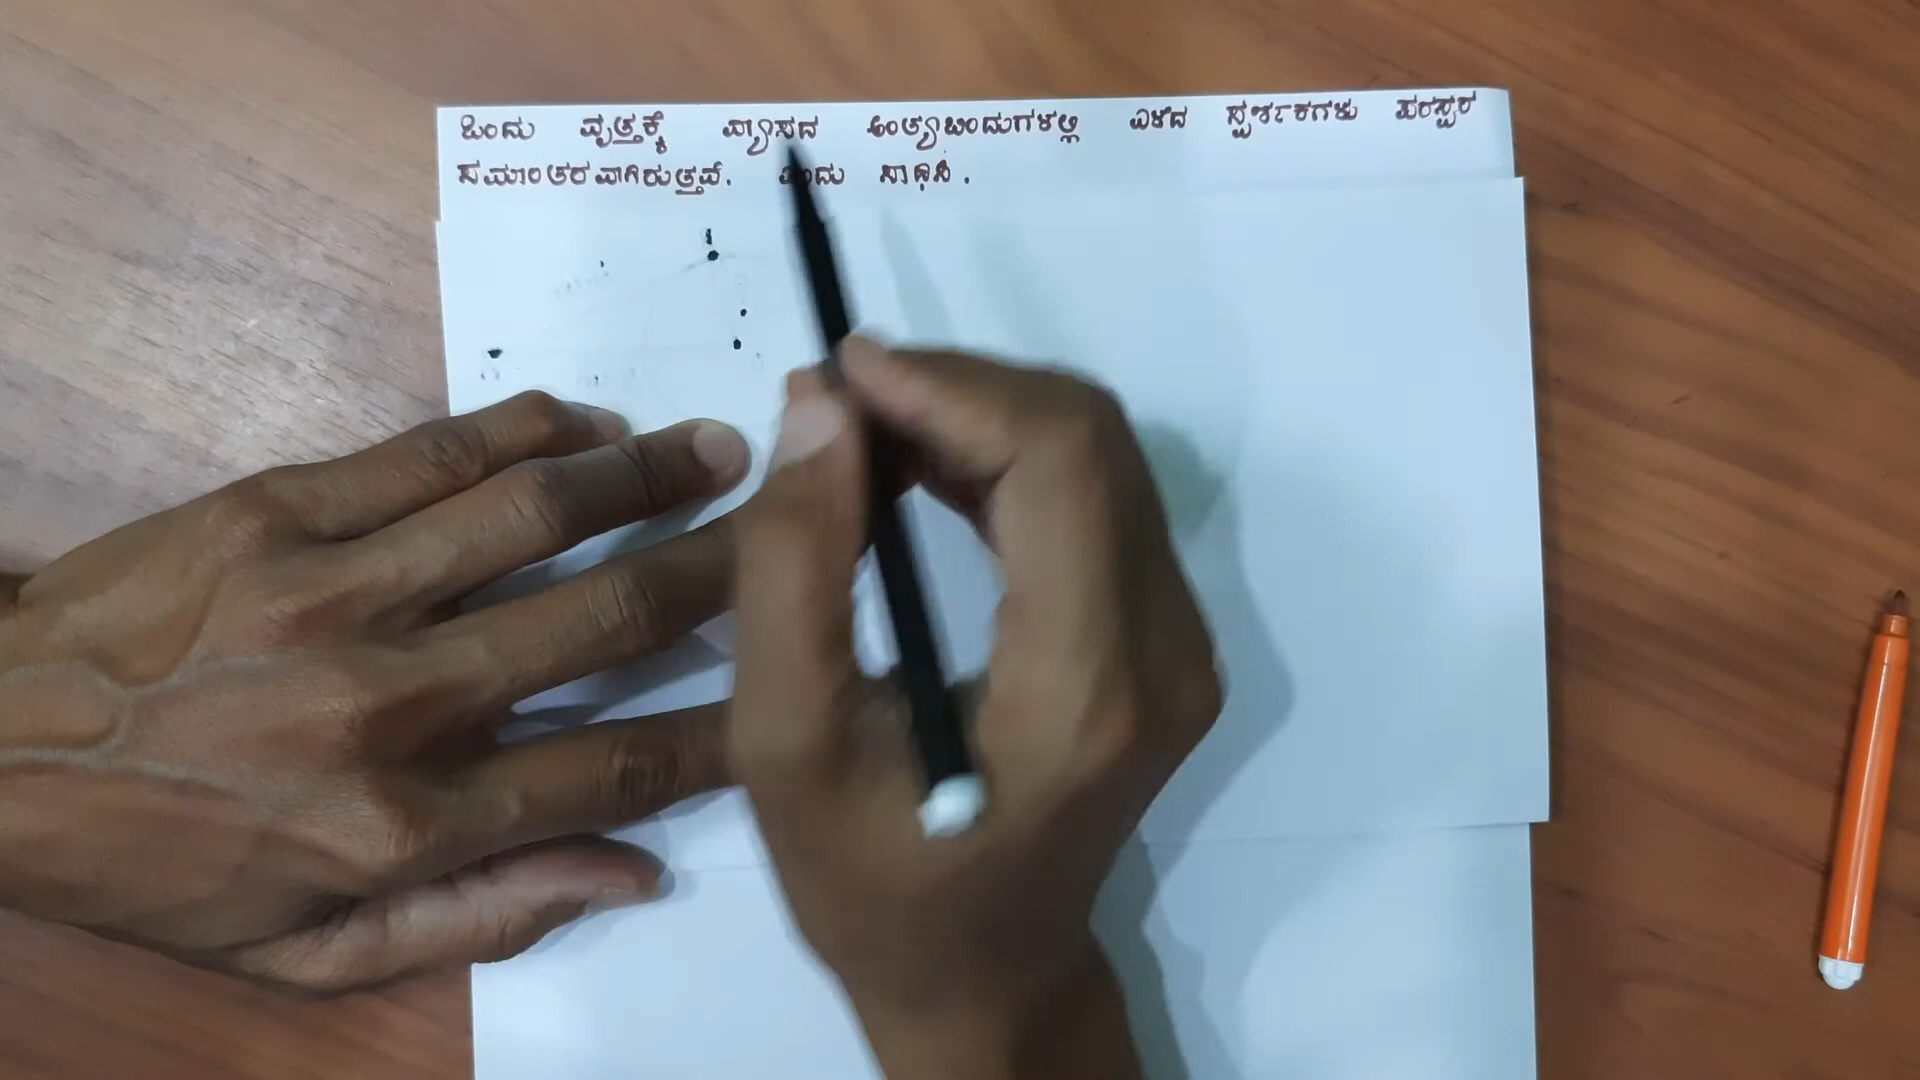 ಒಂದು ವೃತ್ತಕ್ಕೆ ವ್ಯಾಸದ ಅಂತ್ಯಬಿಂದುಗಳಲ್ಲಿ ಎಳೆದ ಸ್ಪರ್ಶಕಗಳು ಪರಸ್ಪರ
ಸಮಾಂತರವಾಗಿರುತ್ತವೆ. ಎಂದು ಸಾಧಿಸಿ.